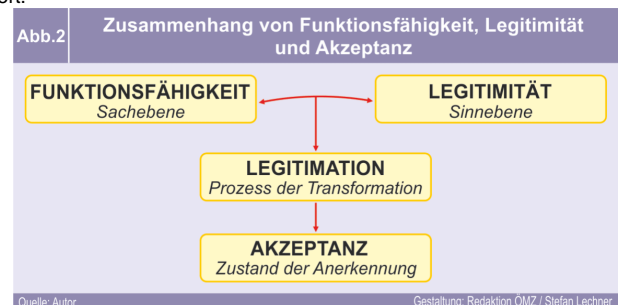 Abb.2
Zusammenhang von Funktionsfähigkeit, Legitimität
und Akzeptanz
FUNKTIONSFÄHIGKEIT
Sachebene
LEGITIMITÄT
Sinnebene
LEGITIMATION
Prozess der Transformation
AKZEPTANZ
Zustand der Anerkennung
Quelle: Autor
Gestaltung: Redaktion ÖMZ / Stefan Lechner